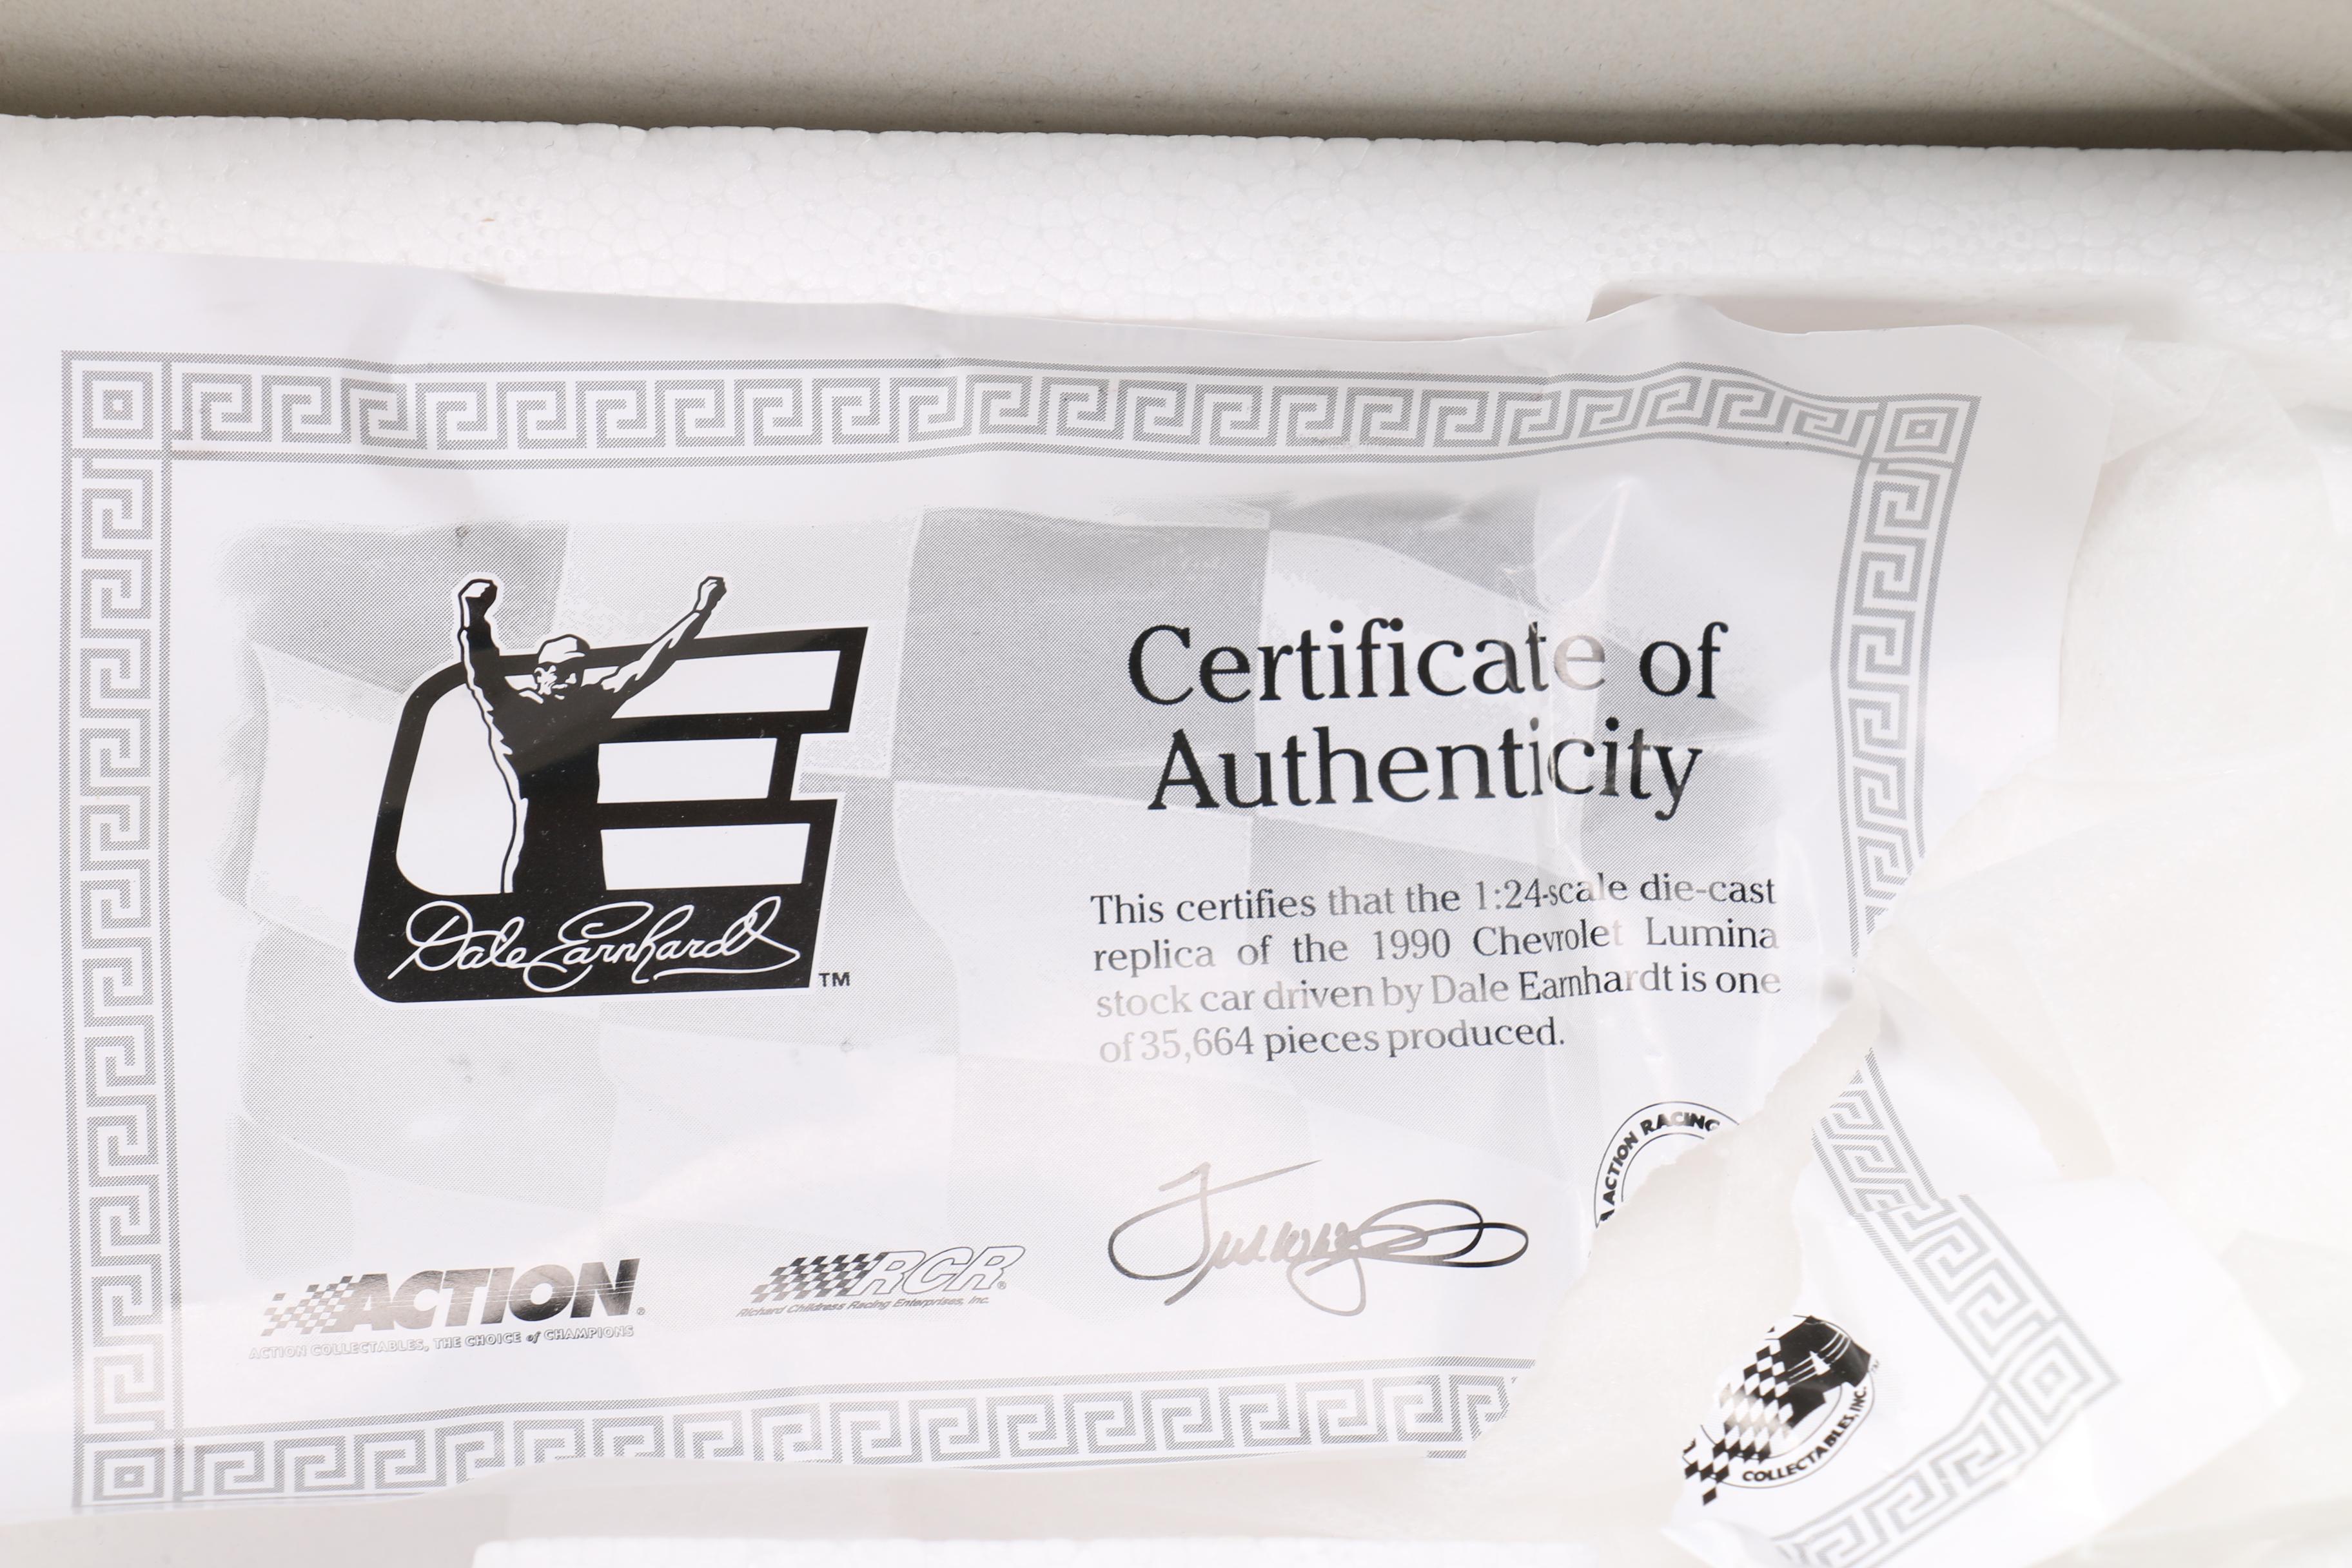 Certificate of
Authenticity
Dale Earnhardt
TM
This certifies that the 1:24-scale die-cast
replica of the 1990 Chevrolet Lumina
stock car driven by Dale Earnhardt is one
of 35,664 pieces produced.
ACTION RACING
ACTION®
ACTION COLLECTABLES, THE CHOICE of CHAMPIONS
RCR®
Richard Childress Racing Enterprises, Inc.
COLLECTABLES, INC.
TM